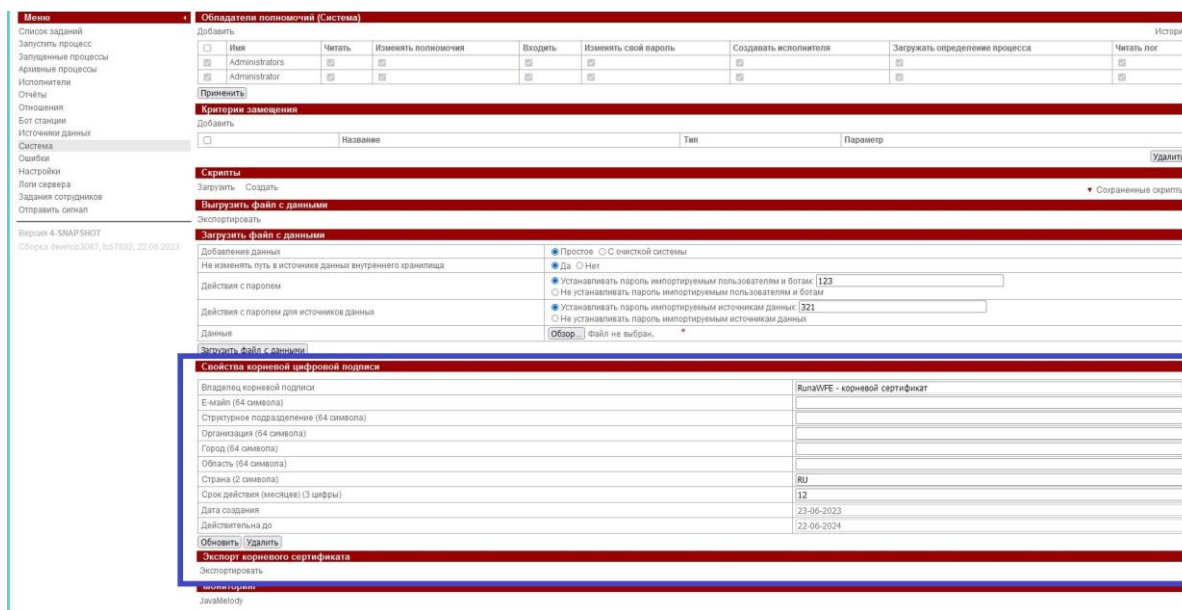 Меню
Список заданий
Запустить процесс
Запущенные процессы
Архивные процессы
Исполнители
Отчёты
Отношения
Бот станции
Источники данных
Система
Ошибки
Настройки
Логи сервера
Задания сотрудников
Отправить сигнал
Версия 4-SNAPSHOT
Сборка 22.06.2023
Обладатели полномочий (Система)
Добавить Истори
Имя Читать Изменять полномочия Входить Изменять свой пароль Создавать исполнителя Загружать определение процесса Читать лог
Administrators
Administrator
Применить
Критерии замещения
Добавить
Название Тип Параметр
Удалить
Скрипты
Загрузить Создать Сохраненные скрипты
Выгрузить файл с данными
Экспортировать
Загрузить файл с данными
Добавление данных Простое С очисткой системы
Не изменять путь в источнике данных внутреннего хранилища Да Нет
Действия с паролем Устанавливать пароль импортируемым пользователям и ботам: 123
Не устанавливать пароль импортируемым пользователям и ботам
Действия с паролем для источников данных Устанавливать пароль импортируемым источникам данных: 321
Не устанавливать пароль импортируемым источникам данных
Данные Обзор... Файл не выбран. *
Загрузить файл с данными
Свойства корневой цифровой подписи
Владелец корневой подписи RunaWFE - корневой сертификат
Е-майл (64 символа)
Структурное подразделение (64 символа)
Организация (64 символа)
Город (64 символа)
Область (64 символа)
Страна (2 символа) RU
Срок действия (месяцев) (3 цифры) 12
Дата создания 23-06-2023
Действительна до 22-06-2024
Обновить Удалить
Экспорт корневого сертификата
Экспортировать
Мониторинг
JavaMelody